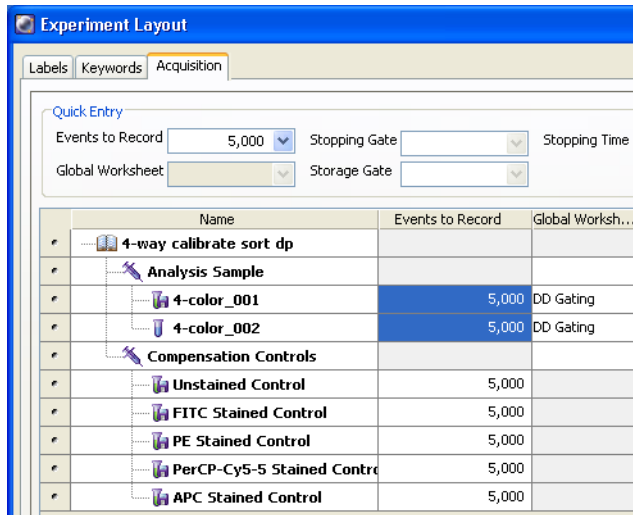 Experiment Layout
Labels Keywords Acquisition
Quick Entry
Events to Record 5,000 Stopping Gate Stopping Time
Global Worksheet Storage Gate
Name Events to Record Global Worksh...
4-way calibrate sort dp
Analysis Sample
4-color_001 5,000 DD Gating
4-color_002 5,000 DD Gating
Compensation Controls
Unstained Control 5,000
FITC Stained Control 5,000
PE Stained Control 5,000
PerCP-Cy5-5 Stained Contro 5,000
APC Stained Control 5,000